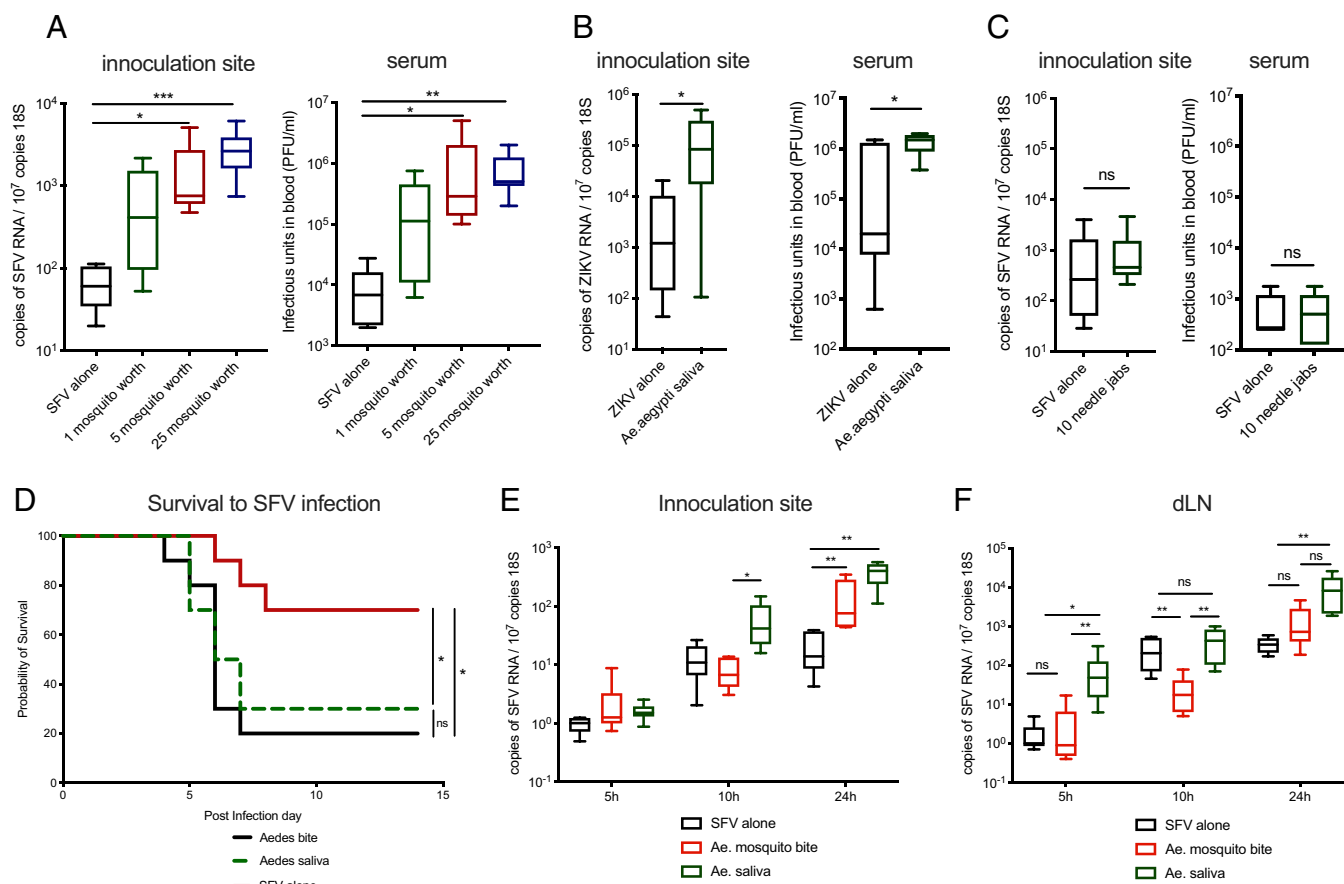 A
innoculation site
serum
copies of SFV RNA / 10⁷ copies 18S
10⁴
10³
10²
10¹
***
*
SFV alone
1 mosquito worth
5 mosquito worth
25 mosquito worth
Infectious units in blood (PFU/ml)
10⁷
10⁶
10⁵
10⁴
10³
**
*
SFV alone
1 mosquito worth
5 mosquito worth
25 mosquito worth
B
innoculation site
serum
copies of ZIKV RNA / 10⁷ copies 18S
10⁶
10⁵
10⁴
10³
10²
10¹
*
ZIKV alone
Ae.aegypti saliva
Infectious units in blood (PFU/ml)
10⁷
10⁶
10⁵
10⁴
10³
10²
*
ZIKV alone
Ae.aegypti saliva
C
innoculation site
serum
copies of SFV RNA / 10⁷ copies 18S
10⁶
10⁵
10⁴
10³
10²
10¹
ns
SFV alone
10 needle jabs
Infectious units in blood (PFU/ml)
10⁷
10⁶
10⁵
10⁴
10³
10²
ns
SFV alone
10 needle jabs
D
Survival to SFV infection
Probability of Survival
100
80
60
40
20
0
0
5
10
15
*
*
ns
Post Infection day
Aedes bite
Aedes saliva
SFV alone
E
Innoculation site
copies of SFV RNA / 10⁷ copies 18S
10³
10²
10¹
10⁰
10⁻¹
*
**
**
5h
10h
24h
SFV alone
Ae. mosquito bite
Ae. saliva
F
dLN
copies of SFV RNA / 10⁷ copies 18S
10⁵
10⁴
10³
10²
10¹
10⁰
10⁻¹
ns
*
**
ns
**
**
**
ns
ns
5h
10h
24h
SFV alone
Ae. mosquito bite
Ae. saliva